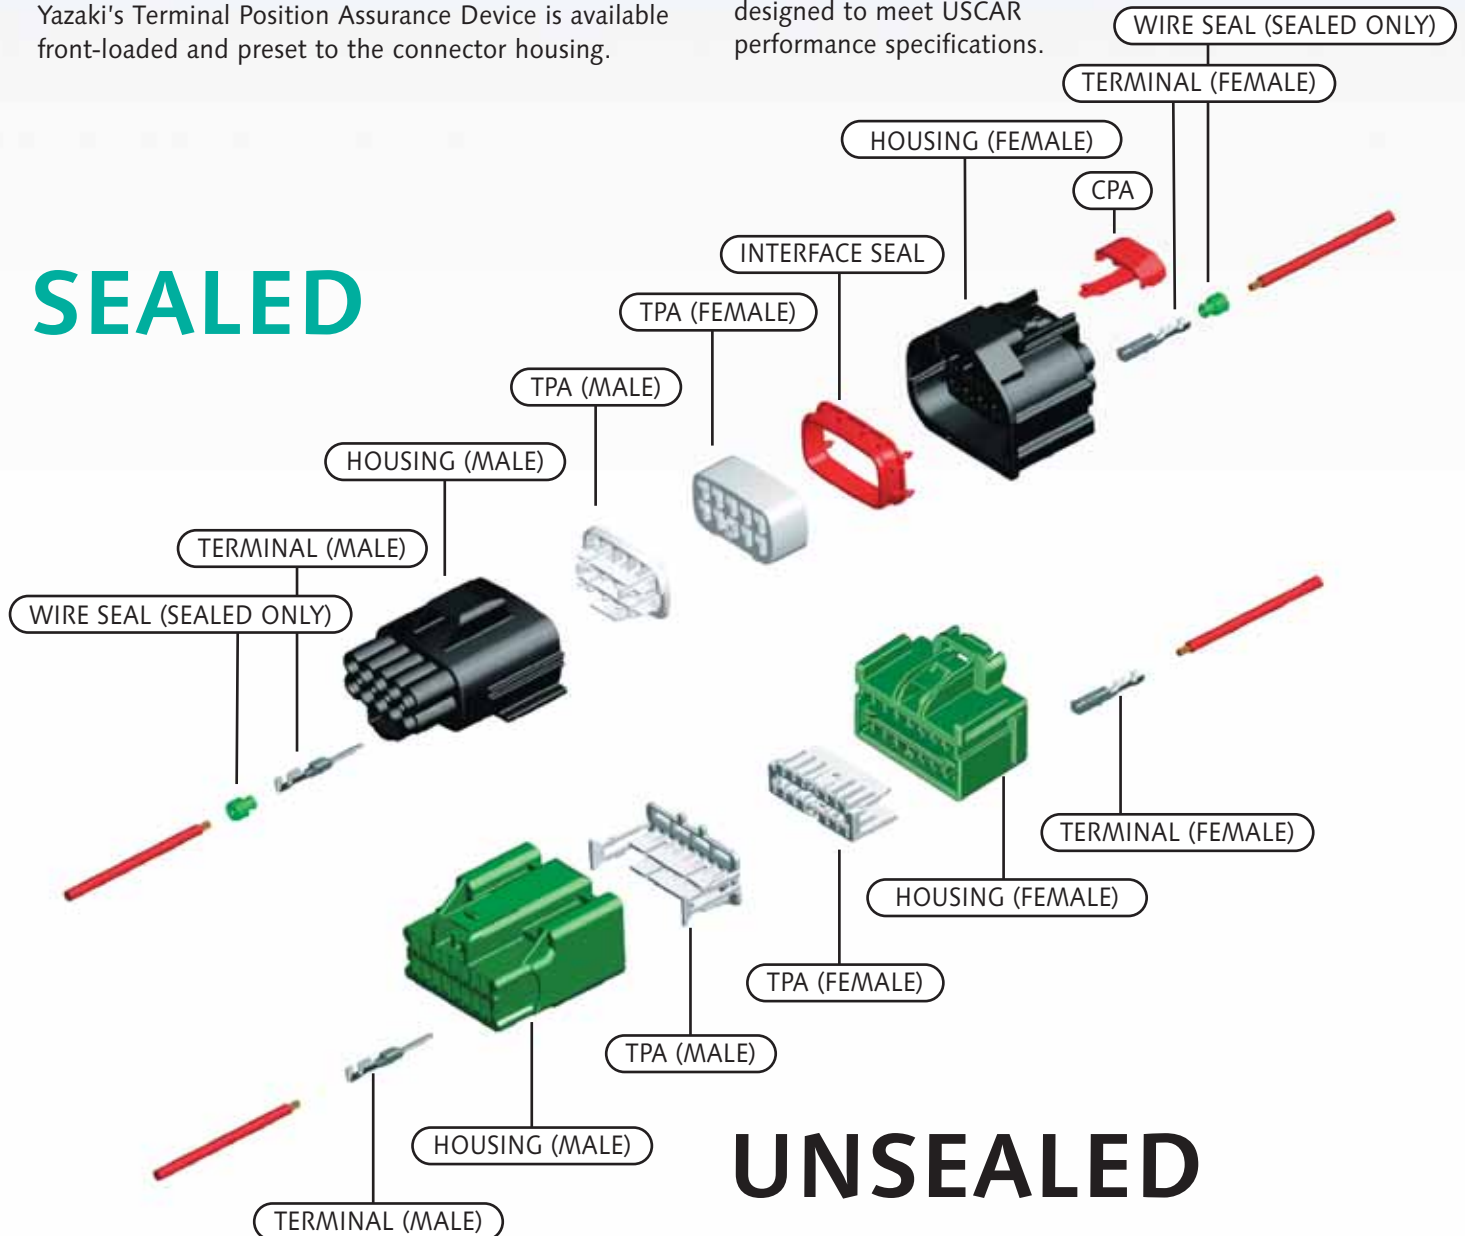 Yazaki's Terminal Position Assurance Device is available
front-loaded and preset to the connector housing.
designed to meet USCAR
performance specifications.
WIRE SEAL (SEALED ONLY)
TERMINAL (FEMALE)
HOUSING (FEMALE)
CPA
INTERFACE SEAL
SEALED
TPA (FEMALE)
TPA (MALE)
HOUSING (MALE)
TERMINAL (MALE)
WIRE SEAL (SEALED ONLY)
TERMINAL (FEMALE)
HOUSING (FEMALE)
TPA (FEMALE)
TPA (MALE)
HOUSING (MALE)
UNSEALED
TERMINAL (MALE)